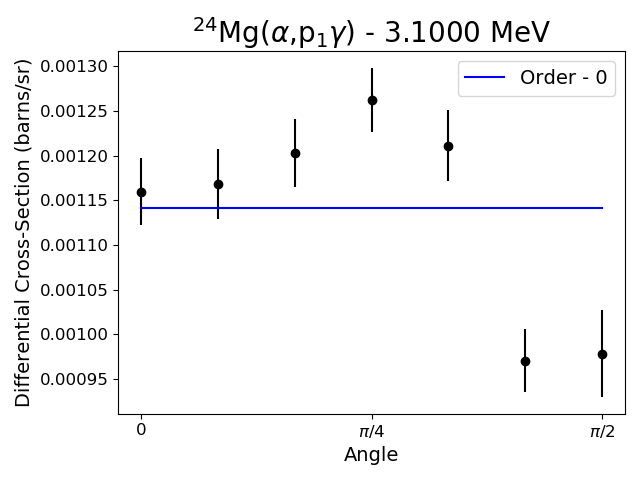 ²⁴Mg(α,p₁γ) - 3.1000 MeV
Order - 0
Differential Cross-Section (barns/sr)
0.00130
0.00125
0.00120
0.00115
0.00110
0.00105
0.00100
0.00095
0 π/4 π/2
Angle